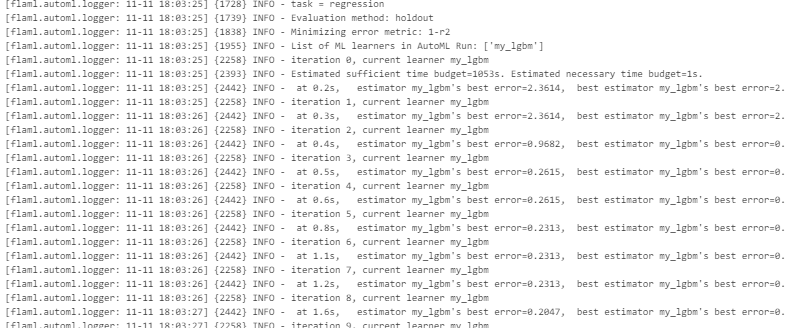 [flaml.automl.logger: 11-11 18:03:25] {1728} INFO - task = regression
[flaml.automl.logger: 11-11 18:03:25] {1739} INFO - Evaluation method: holdout
[flaml.automl.logger: 11-11 18:03:25] {1838} INFO - Minimizing error metric: 1-r2
[flaml.automl.logger: 11-11 18:03:25] {1955} INFO - List of ML learners in AutoML Run: ['my_lgbm']
[flaml.automl.logger: 11-11 18:03:25] {2258} INFO - iteration 0, current learner my_lgbm
[flaml.automl.logger: 11-11 18:03:25] {2393} INFO - Estimated sufficient time budget=1053s. Estimated necessary time budget=1s.
[flaml.automl.logger: 11-11 18:03:25] {2442} INFO -  at 0.2s,	estimator my_lgbm's best error=2.3614,	best estimator my_lgbm's best error=2.
[flaml.automl.logger: 11-11 18:03:25] {2258} INFO - iteration 1, current learner my_lgbm
[flaml.automl.logger: 11-11 18:03:26] {2442} INFO -  at 0.3s,	estimator my_lgbm's best error=2.3614,	best estimator my_lgbm's best error=2.
[flaml.automl.logger: 11-11 18:03:26] {2258} INFO - iteration 2, current learner my_lgbm
[flaml.automl.logger: 11-11 18:03:26] {2442} INFO -  at 0.4s,	estimator my_lgbm's best error=0.9682,	best estimator my_lgbm's best error=0.
[flaml.automl.logger: 11-11 18:03:26] {2258} INFO - iteration 3, current learner my_lgbm
[flaml.automl.logger: 11-11 18:03:26] {2442} INFO -  at 0.5s,	estimator my_lgbm's best error=0.2615,	best estimator my_lgbm's best error=0.
[flaml.automl.logger: 11-11 18:03:26] {2258} INFO - iteration 4, current learner my_lgbm
[flaml.automl.logger: 11-11 18:03:26] {2442} INFO -  at 0.6s,	estimator my_lgbm's best error=0.2615,	best estimator my_lgbm's best error=0.
[flaml.automl.logger: 11-11 18:03:26] {2258} INFO - iteration 5, current learner my_lgbm
[flaml.automl.logger: 11-11 18:03:26] {2442} INFO -  at 0.8s,	estimator my_lgbm's best error=0.2313,	best estimator my_lgbm's best error=0.
[flaml.automl.logger: 11-11 18:03:26] {2258} INFO - iteration 6, current learner my_lgbm
[flaml.automl.logger: 11-11 18:03:26] {2442} INFO -  at 1.1s,	estimator my_lgbm's best error=0.2313,	best estimator my_lgbm's best error=0.
[flaml.automl.logger: 11-11 18:03:26] {2258} INFO - iteration 7, current learner my_lgbm
[flaml.automl.logger: 11-11 18:03:26] {2442} INFO -  at 1.2s,	estimator my_lgbm's best error=0.2313,	best estimator my_lgbm's best error=0.
[flaml.automl.logger: 11-11 18:03:26] {2258} INFO - iteration 8, current learner my_lgbm
[flaml.automl.logger: 11-11 18:03:27] {2442} INFO -  at 1.6s,	estimator my_lgbm's best error=0.2047,	best estimator my_lgbm's best error=0.
[flaml.automl.logger: 11-11 18:03:27] {2258} INFO - iteration 9, current learner my_lgbm